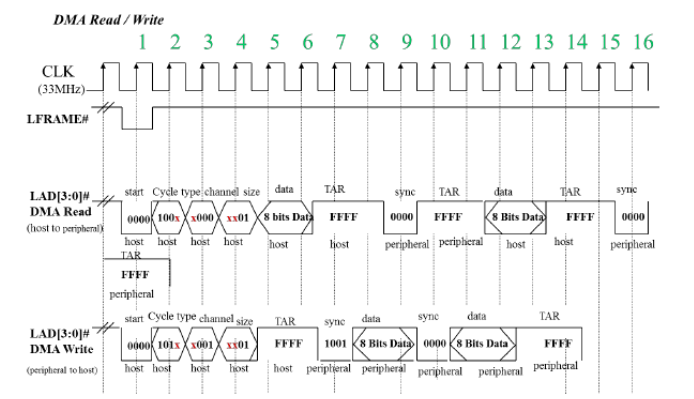 DMA Read / Write
1 2 3 4 5 6 7 8 9 10 11 12 13 14 15 16
CLK
(33MHz)
LFRAME#
start Cycle type channel size data TAR sync TAR data TAR sync
LAD[3:0]#
DMA Read
(host to peripheral)
0000 100x x000 xx01 8 bits Data FFFF 0000 FFFF 8 Bits Data FFFF 0000
host host host host host host peripheral peripheral host host peripheral
TAR
FFFF
peripheral
start Cycle type channel size TAR sync data sync data TAR
LAD[3:0]#
DMA Write
(peripheral to host)
0000 101x x001 xx01 FFFF 1001 8 Bits Data 0000 8 Bits Data FFFF
host host host host host peripheral peripheral peripheral peripheral peripheral